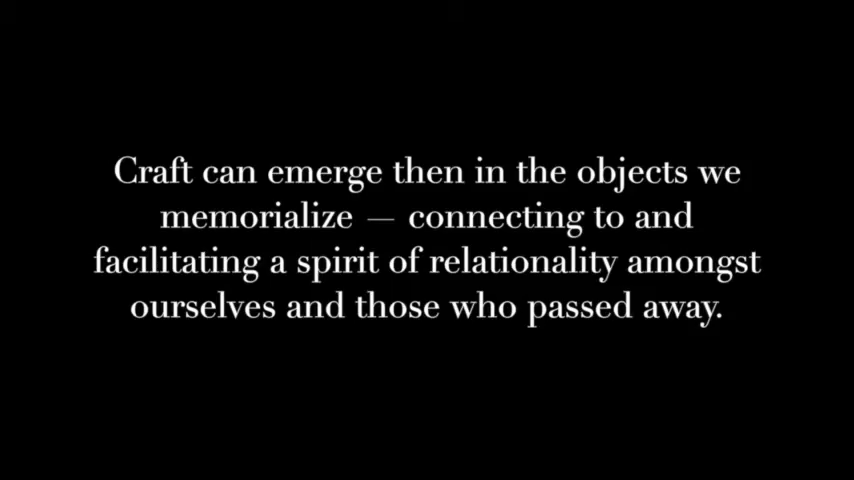 Craft can emerge then in the objects we
memorialize — connecting to and
facilitating a spirit of relationality amongst
ourselves and those who passed away.